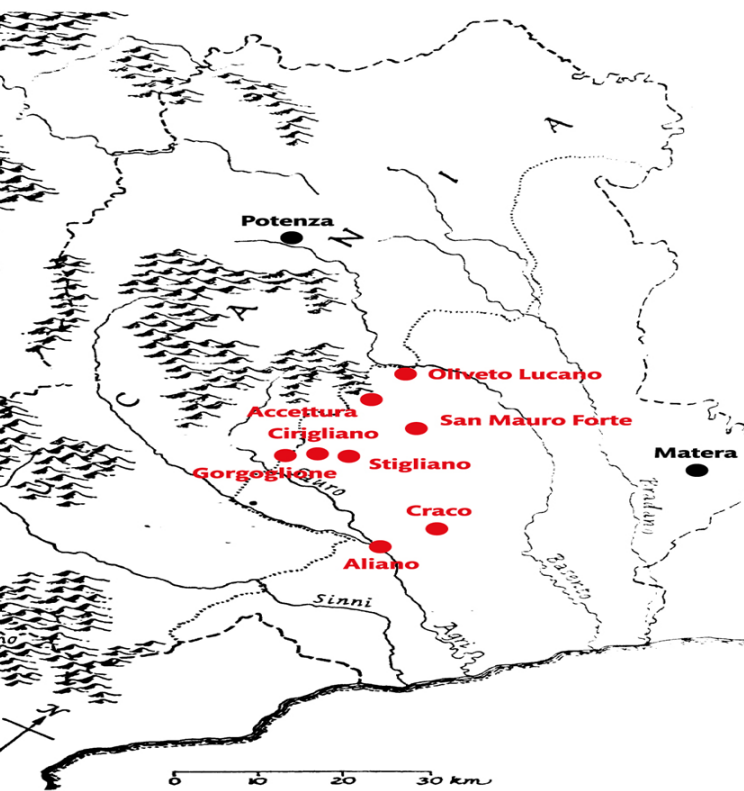 A
I
Potenza
N
A
Oliveto Lucano
C
Accettura
San Mauro Forte
Cirigliano
Matera
Stigliano
Gorgoglione
Bradano
Craco
Aliano
Basento
Sinni
Agri
N
0 10 20 30 km